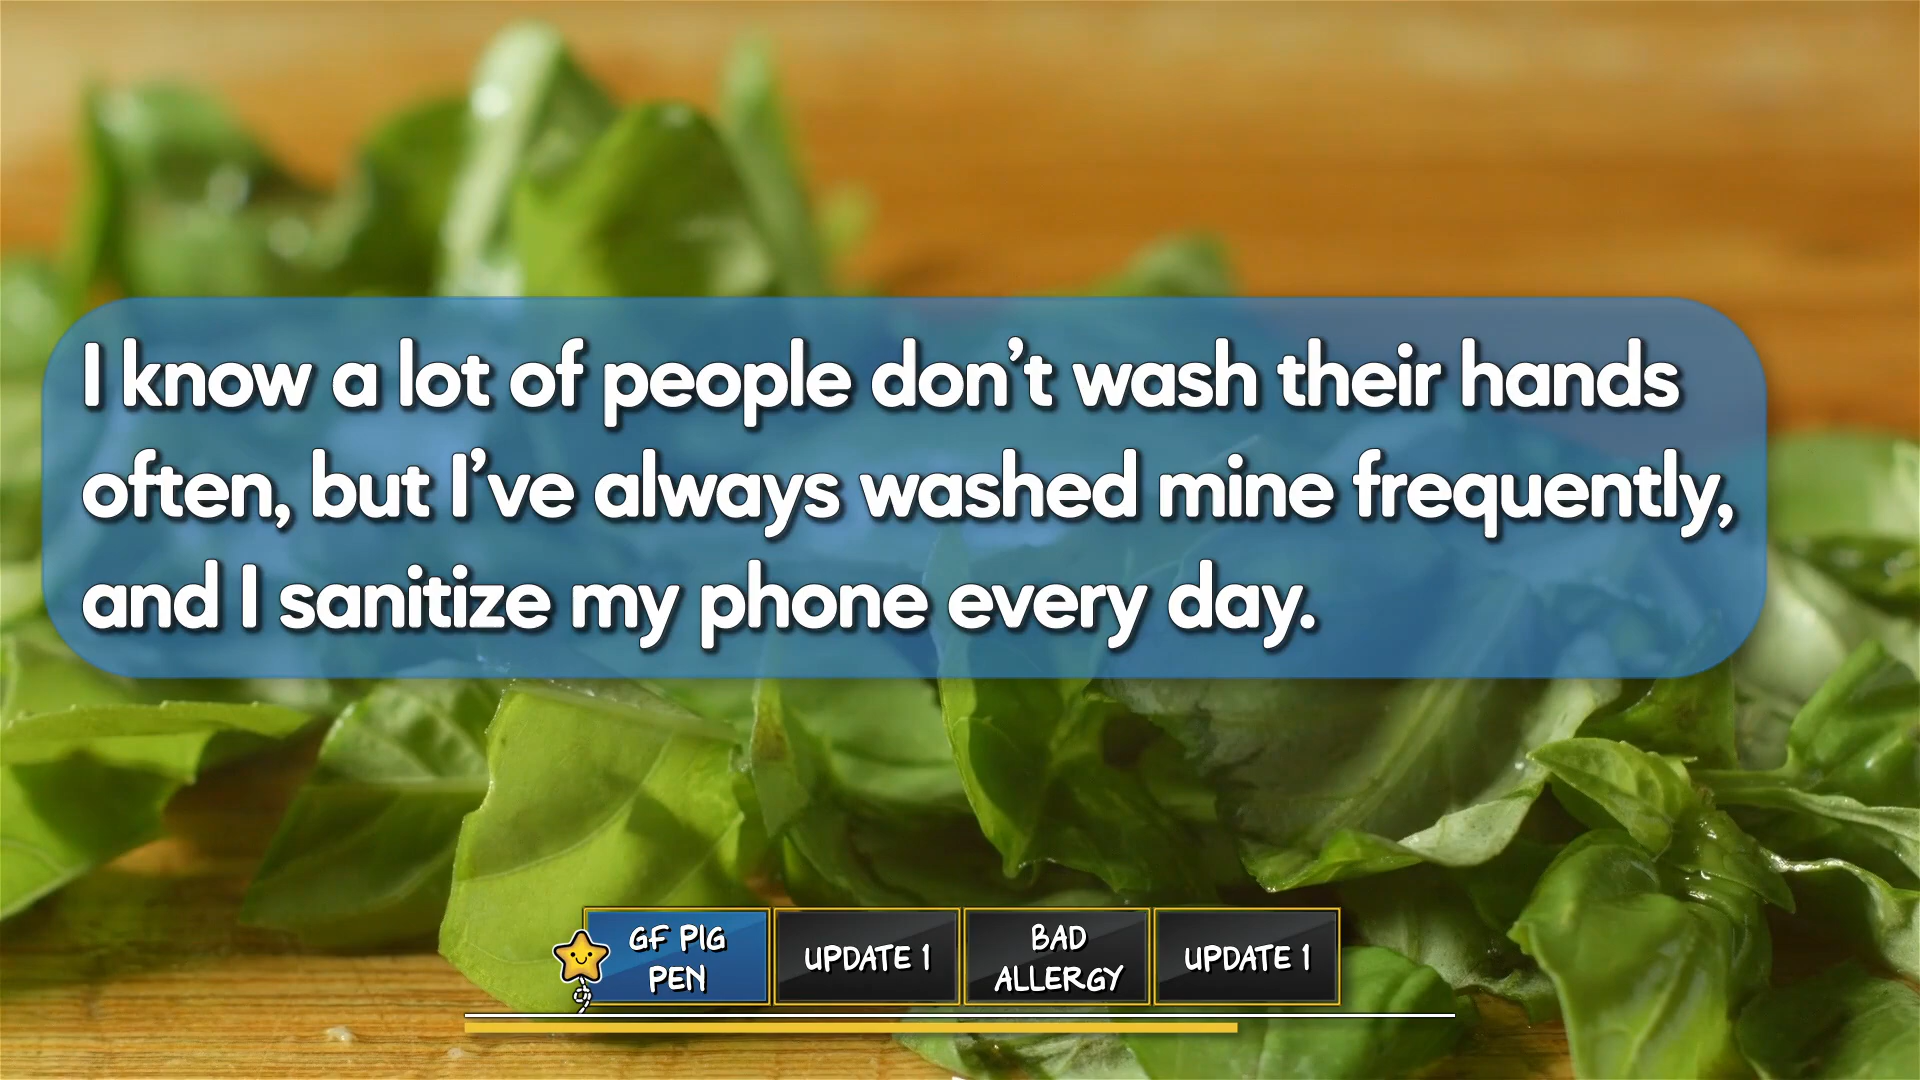 I know a lot of people don’t wash their hands
often, but I’ve always washed mine frequently,
and I sanitize my phone every day.
GF PIG
PEN
UPDATE 1
BAD
ALLERGY
UPDATE 1